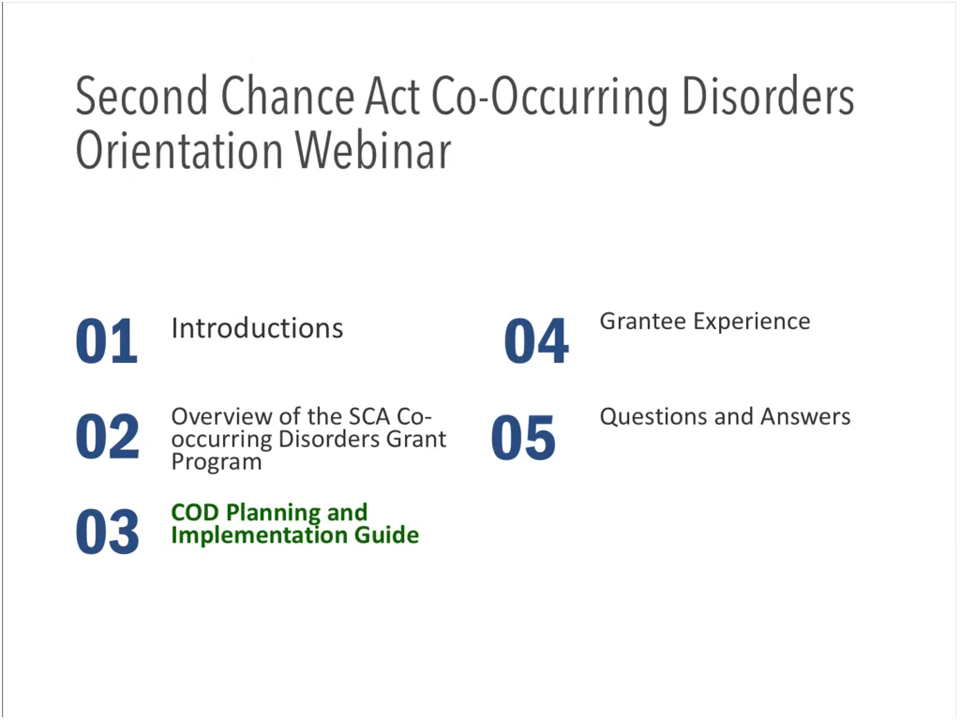 Second Chance Act Co-Occurring Disorders
Orientation Webinar
01
Introductions
02
Overview of the SCA Co-
occurring Disorders Grant
Program
03
COD Planning and
Implementation Guide
04
Grantee Experience
05
Questions and Answers